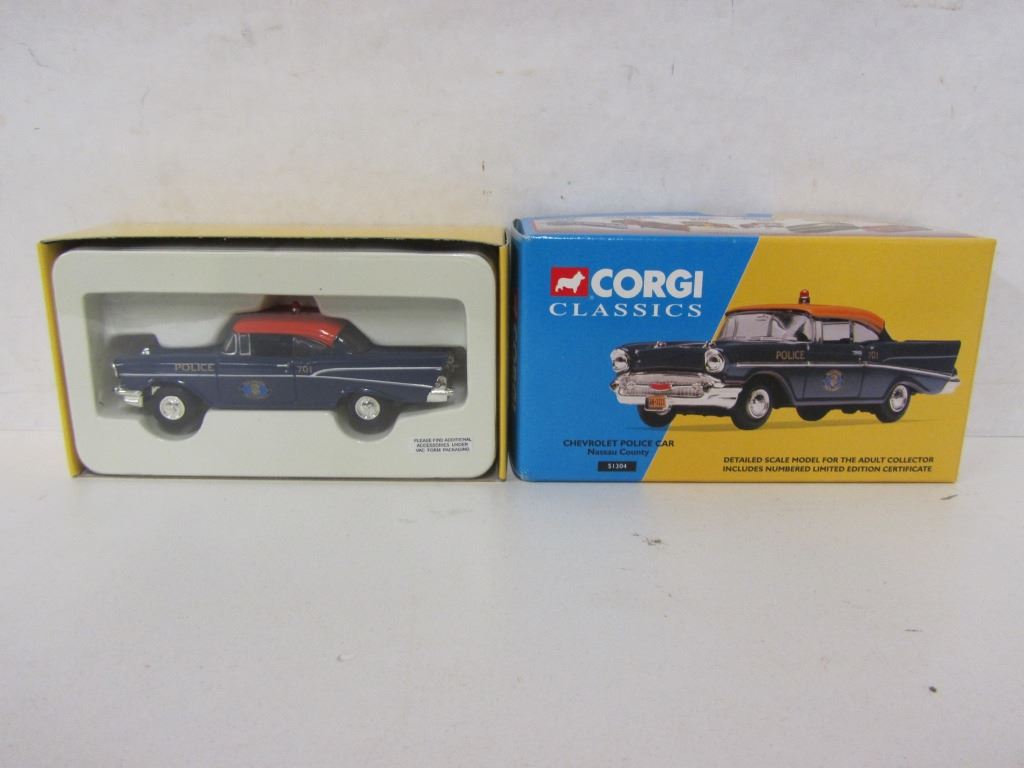 POLICE
701
PLEASE FIND ADDITIONAL
ACCESSORIES UNDER
VAC FORM PACKAGING
CORGI
CLASSICS
POLICE
701
CHEVROLET POLICE CAR
Nassau County
51304
DETAILED SCALE MODEL FOR THE ADULT COLLECTOR
INCLUDES NUMBERED LIMITED EDITION CERTIFICATE